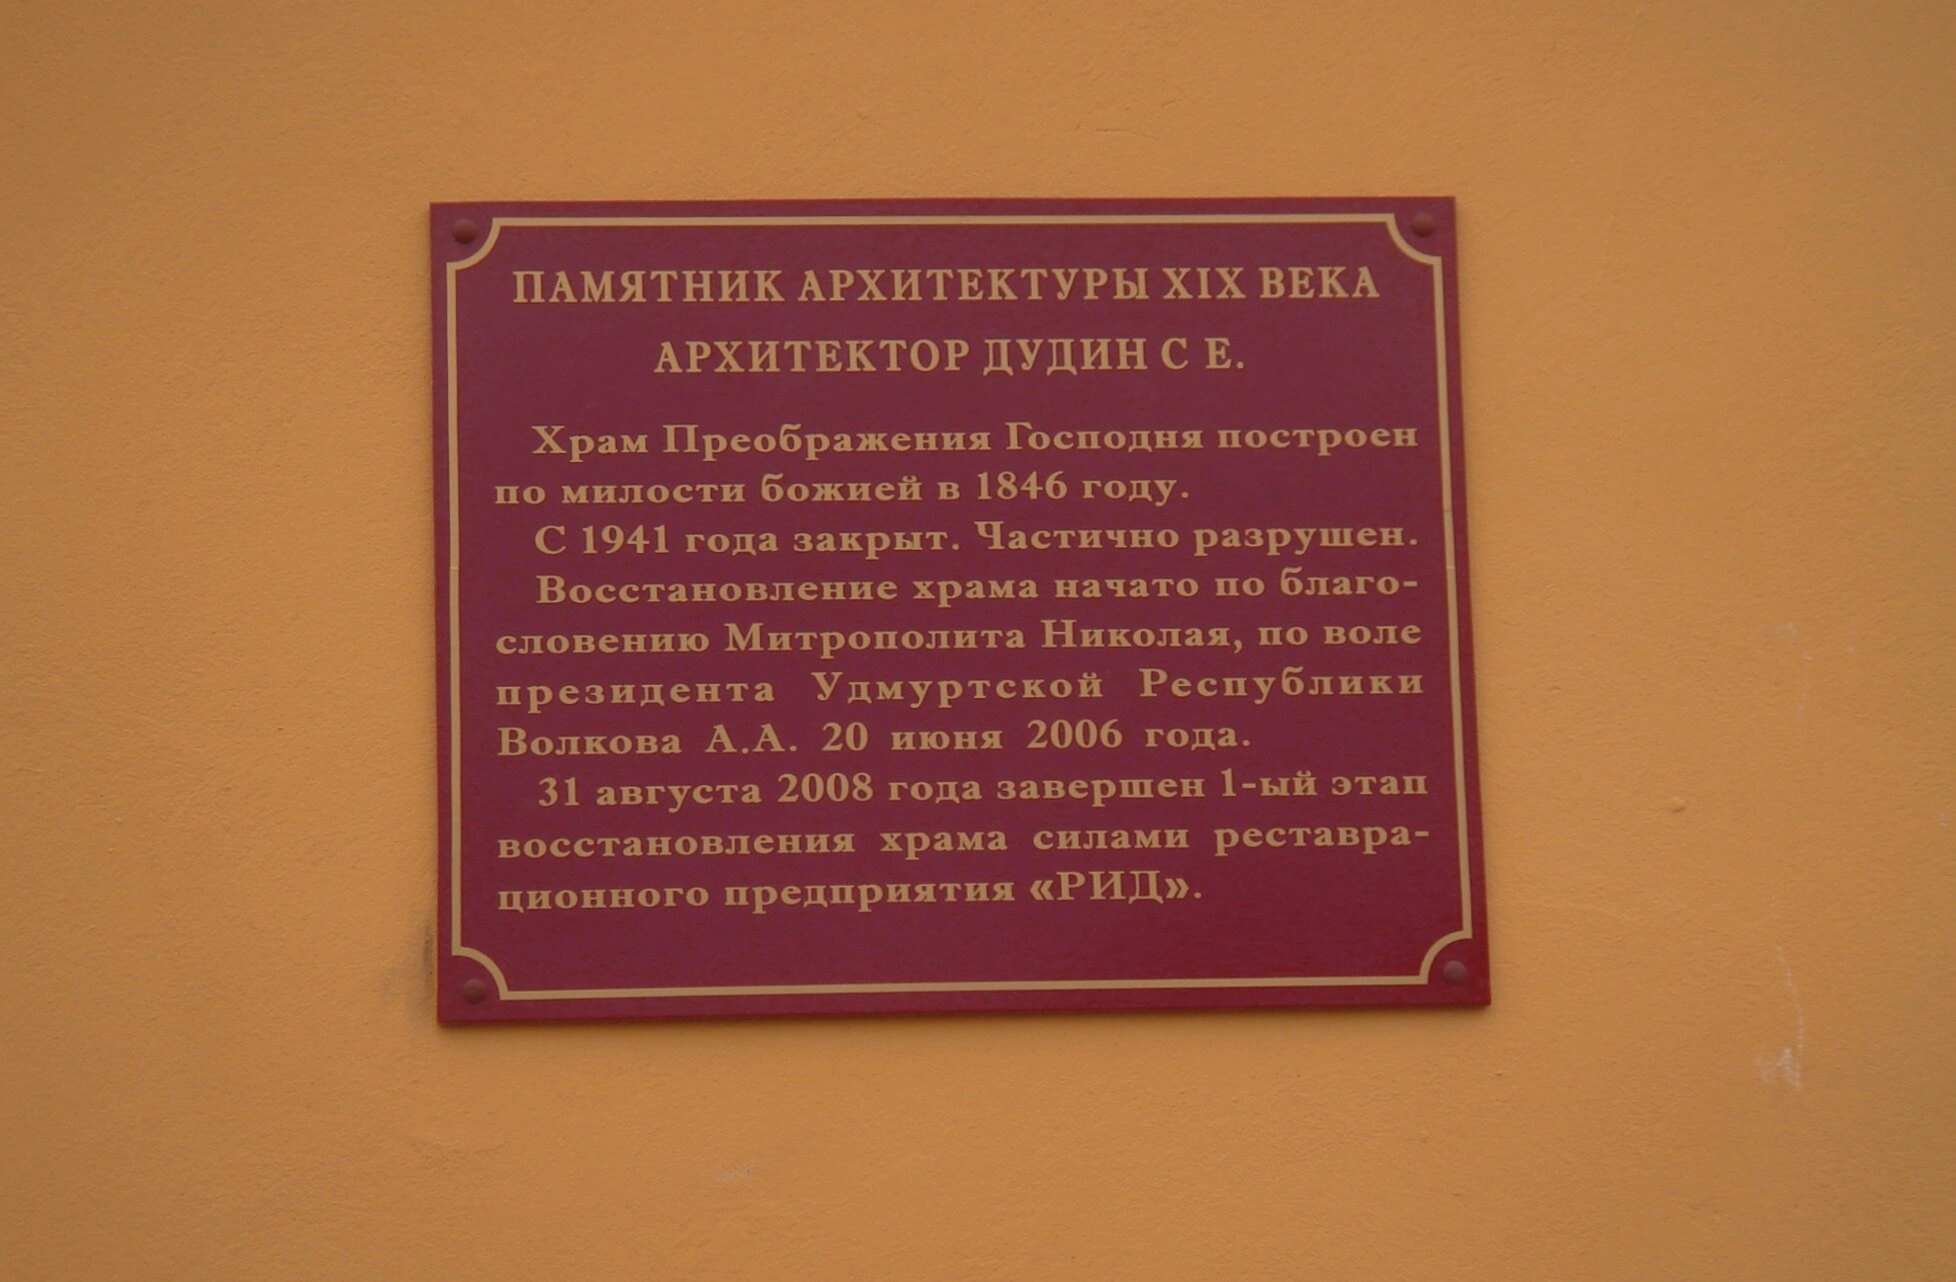 ПАМЯТНИК АРХИТЕКТУРЫ XIX ВЕКА
АРХИТЕКТОР ДУДИН С Е.
Храм Преображения Господня построен
по милости божией в 1846 году.
С 1941 года закрыт. Частично разрушен.
Восстановление храма начато по благо-
словению Митрополита Николая, по воле
президента Удмуртской Республики
Волкова А.А. 20 июня 2006 года.
31 августа 2008 года завершен 1-ый этап
восстановления храма силами реставра-
ционного предприятия «РИД».